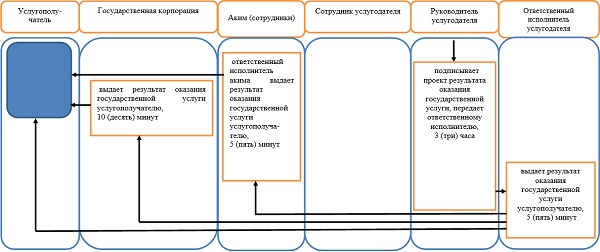 Услугополу-
чатель
Государственная корпорация
Аким (сотрудники)
Сотрудник услугодателя
Руководитель
услугодателя
Ответственный
исполнитель
услугодателя
выдает результат оказания
государственной услуги
услугополучателю,
10 (десять) минут
ответственный
исполнитель
акима выдает
результат
оказания
государственной
услуги
услугополуча-
телю,
5 (пять) минут
подписывает
проект результата
оказания
государственной
услуги, передает
ответственному
исполнителю,
3 (три) часа
выдает результат
оказания
государственной
услуги
услугополучателю,
5 (пять) минут